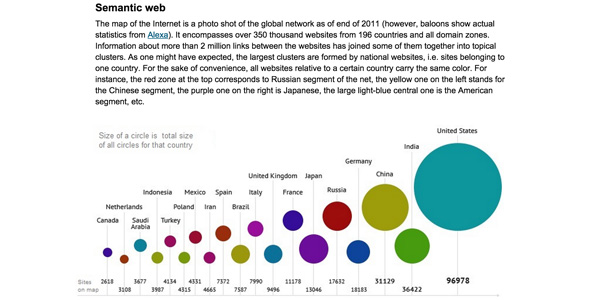 Semantic web
The map of the Internet is a photo shot of the global network as of end of 2011 (however, baloons show actual
statistics from Alexa). It encompasses over 350 thousand websites from 196 countries and all domain zones.
Information about more than 2 million links between the websites has joined some of them together into topical
clusters. As one might have expected, the largest clusters are formed by national websites, i.e. sites belonging to
one country. For the sake of convenience, all websites relative to a certain country carry the same color. For
instance, the red zone at the top corresponds to Russian segment of the net, the yellow one on the left stands for
the Chinese segment, the purple one on the right is Japanese, the large light-blue central one is the American
segment, etc.
Size of a circle is total size
of all circles for that country
United States
India
Germany
China
United Kingdom Japan
Indonesia Mexico Spain Italy France Russia
Netherlands Poland Iran Brazil
Canada Saudi Turkey
Arabia
Sites 2618 3677 4134 4331 7372 7990 11178 17632 31129 96978
on map 3108 3987 4315 4665 7587 9496 13046 18183 36422